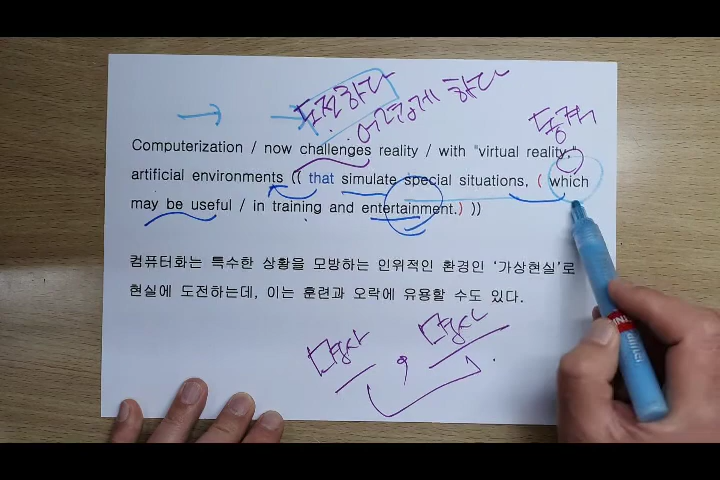 도전하다
어렵게 하다
동격
Computerization / now challenges reality / with "virtual reality,"
artificial environments (( that simulate special situations, ( which
may be useful / in training and entertainment.) ))
컴퓨터화는 특수한 상황을 모방하는 인위적인 환경인 '가상현실'로
현실에 도전하는데, 이는 훈련과 오락에 유용할 수도 있다.
명사 , 명사